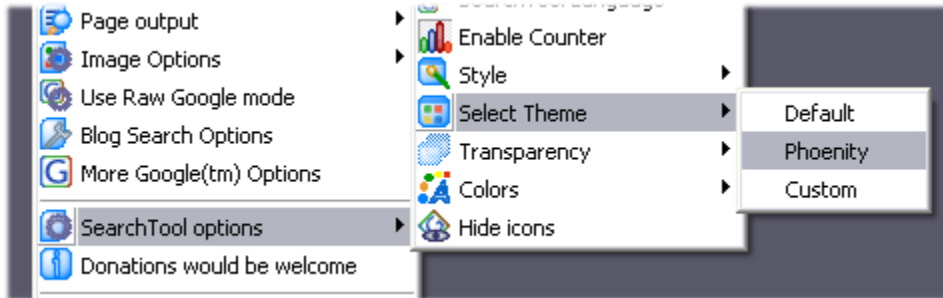 Page output
Image Options
Use Raw Google mode
Blog Search Options
More Google(tm) Options
SearchTool options
Donations would be welcome
Enable Counter
Style
Select Theme
Transparency
Colors
Hide icons
Default
Phoenity
Custom